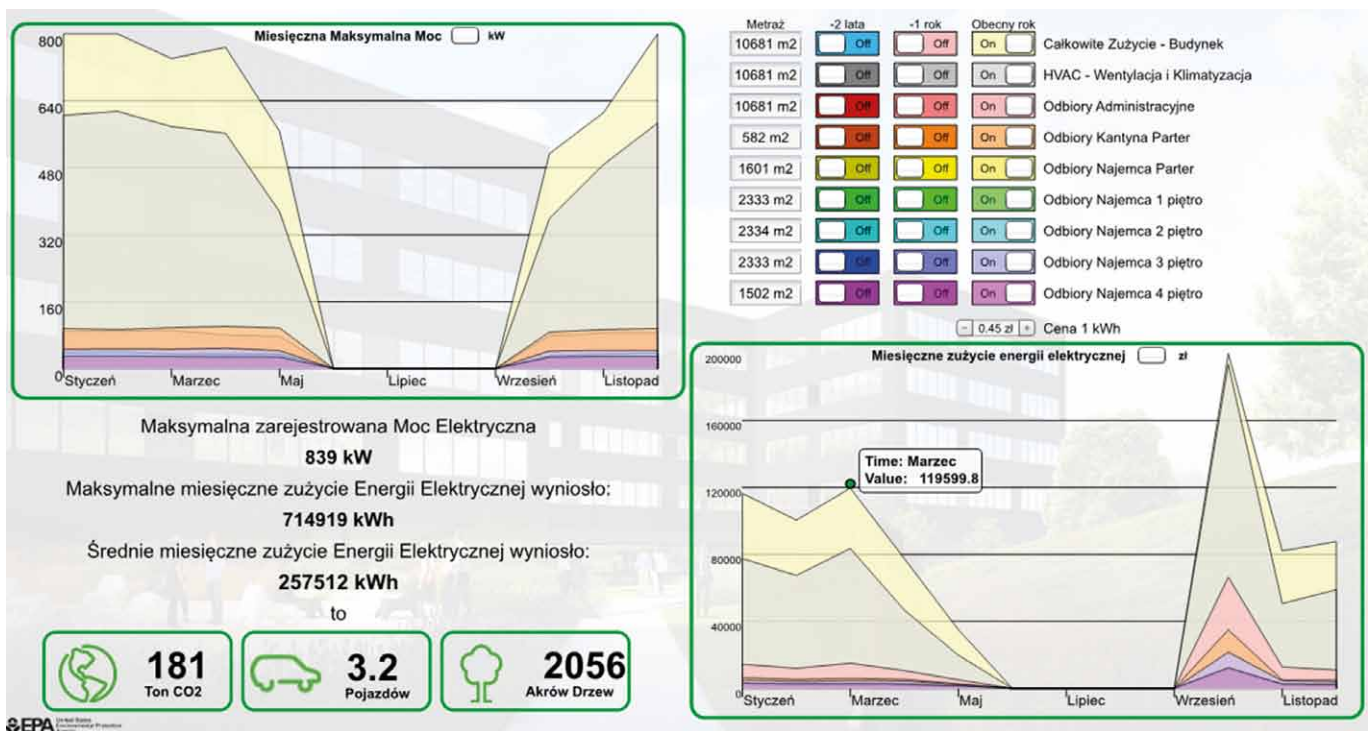 Miesięczna Maksymalna Moc kW
800
640
480
320
160
0
Styczeń Marzec Maj Lipiec Wrzesień Listopad
Metraż -2 lata -1 rok Obecny rok
10681 m2 Off Off On Całkowite Zużycie - Budynek
10681 m2 Off Off On HVAC - Wentylacja i Klimatyzacja
10681 m2 Off Off On Odbiory Administracyjne
582 m2 Off Off On Odbiory Kantyna Parter
1601 m2 Off Off On Odbiory Najemca Parter
2333 m2 Off Off On Odbiory Najemca 1 piętro
2334 m2 Off Off On Odbiory Najemca 2 piętro
2333 m2 Off Off On Odbiory Najemca 3 piętro
1502 m2 Off Off On Odbiory Najemca 4 piętro
- 0.45 zł + Cena 1 kWh
Maksymalna zarejestrowana Moc Elektryczna
839 kW
Maksymalne miesięczne zużycie Energii Elektrycznej wyniosło:
714919 kWh
Średnie miesięczne zużycie Energii Elektrycznej wyniosło:
257512 kWh
to
181
Ton CO2
3.2
Pojazdów
2056
Akrów Drzew
EPA
United States
Environmental Protection
Miesięczne zużycie energii elektrycznej zł
200000
160000
120000
80000
40000
0
Time: Marzec
Value: 119599.8
Styczeń Marzec Maj Lipiec Wrzesień Listopad